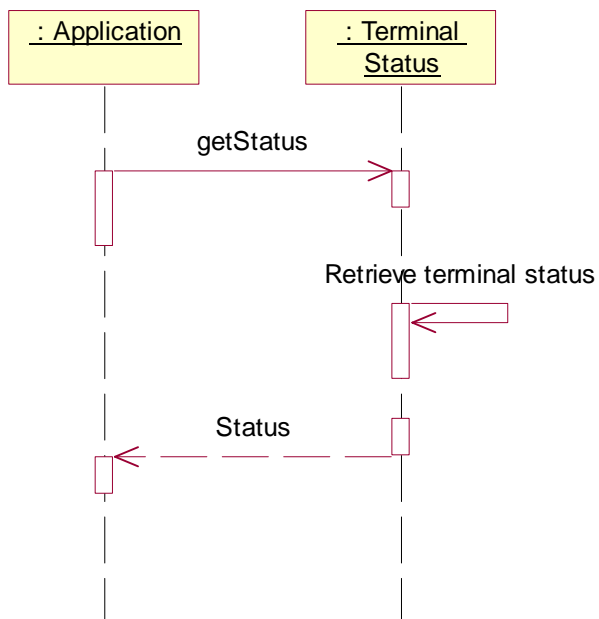 : Application
: Terminal
Status
getStatus
Retrieve terminal status
Status